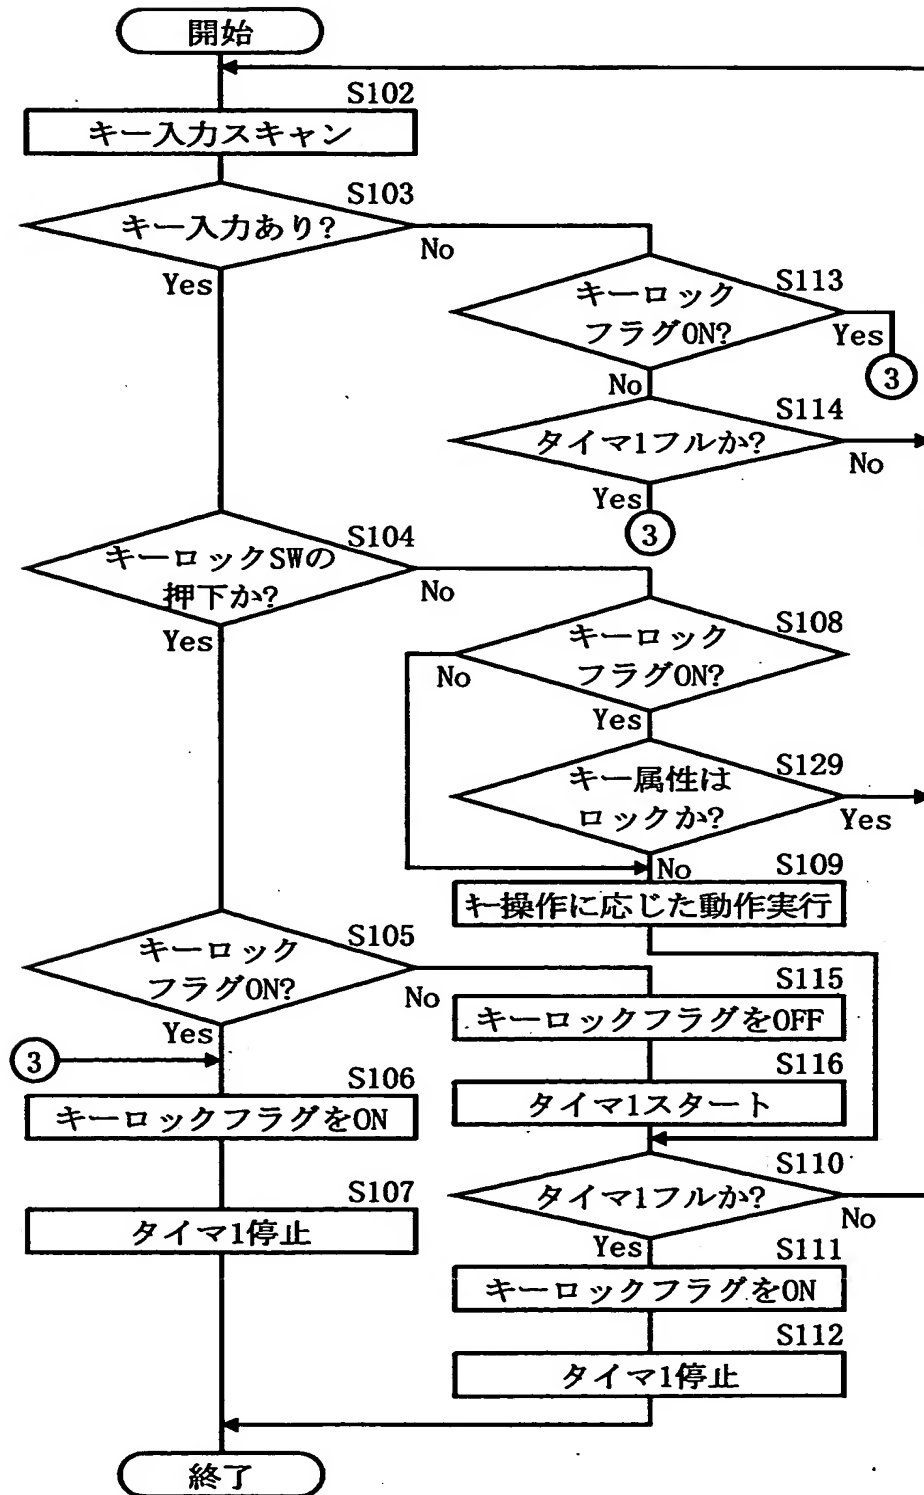 開始
S102
キー入力スキャン
S103
キー入力あり?
No
Yes
S113
キーロック
フラグON?
Yes
③
No
S114
タイマ1フルか?
No
Yes
③
S104
キーロックSWの
押下か?
No
Yes
S108
キーロック
フラグON?
No
Yes
S129
キー属性は
ロックか?
Yes
No
S109
キー操作に応じた動作実行
S105
キーロック
フラグON?
No
Yes
③
S115
キーロックフラグをOFF
S106
キーロックフラグをON
S116
タイマ1スタート
S107
タイマ1停止
S110
タイマ1フルか?
No
Yes
S111
キーロックフラグをON
S112
タイマ1停止
終了